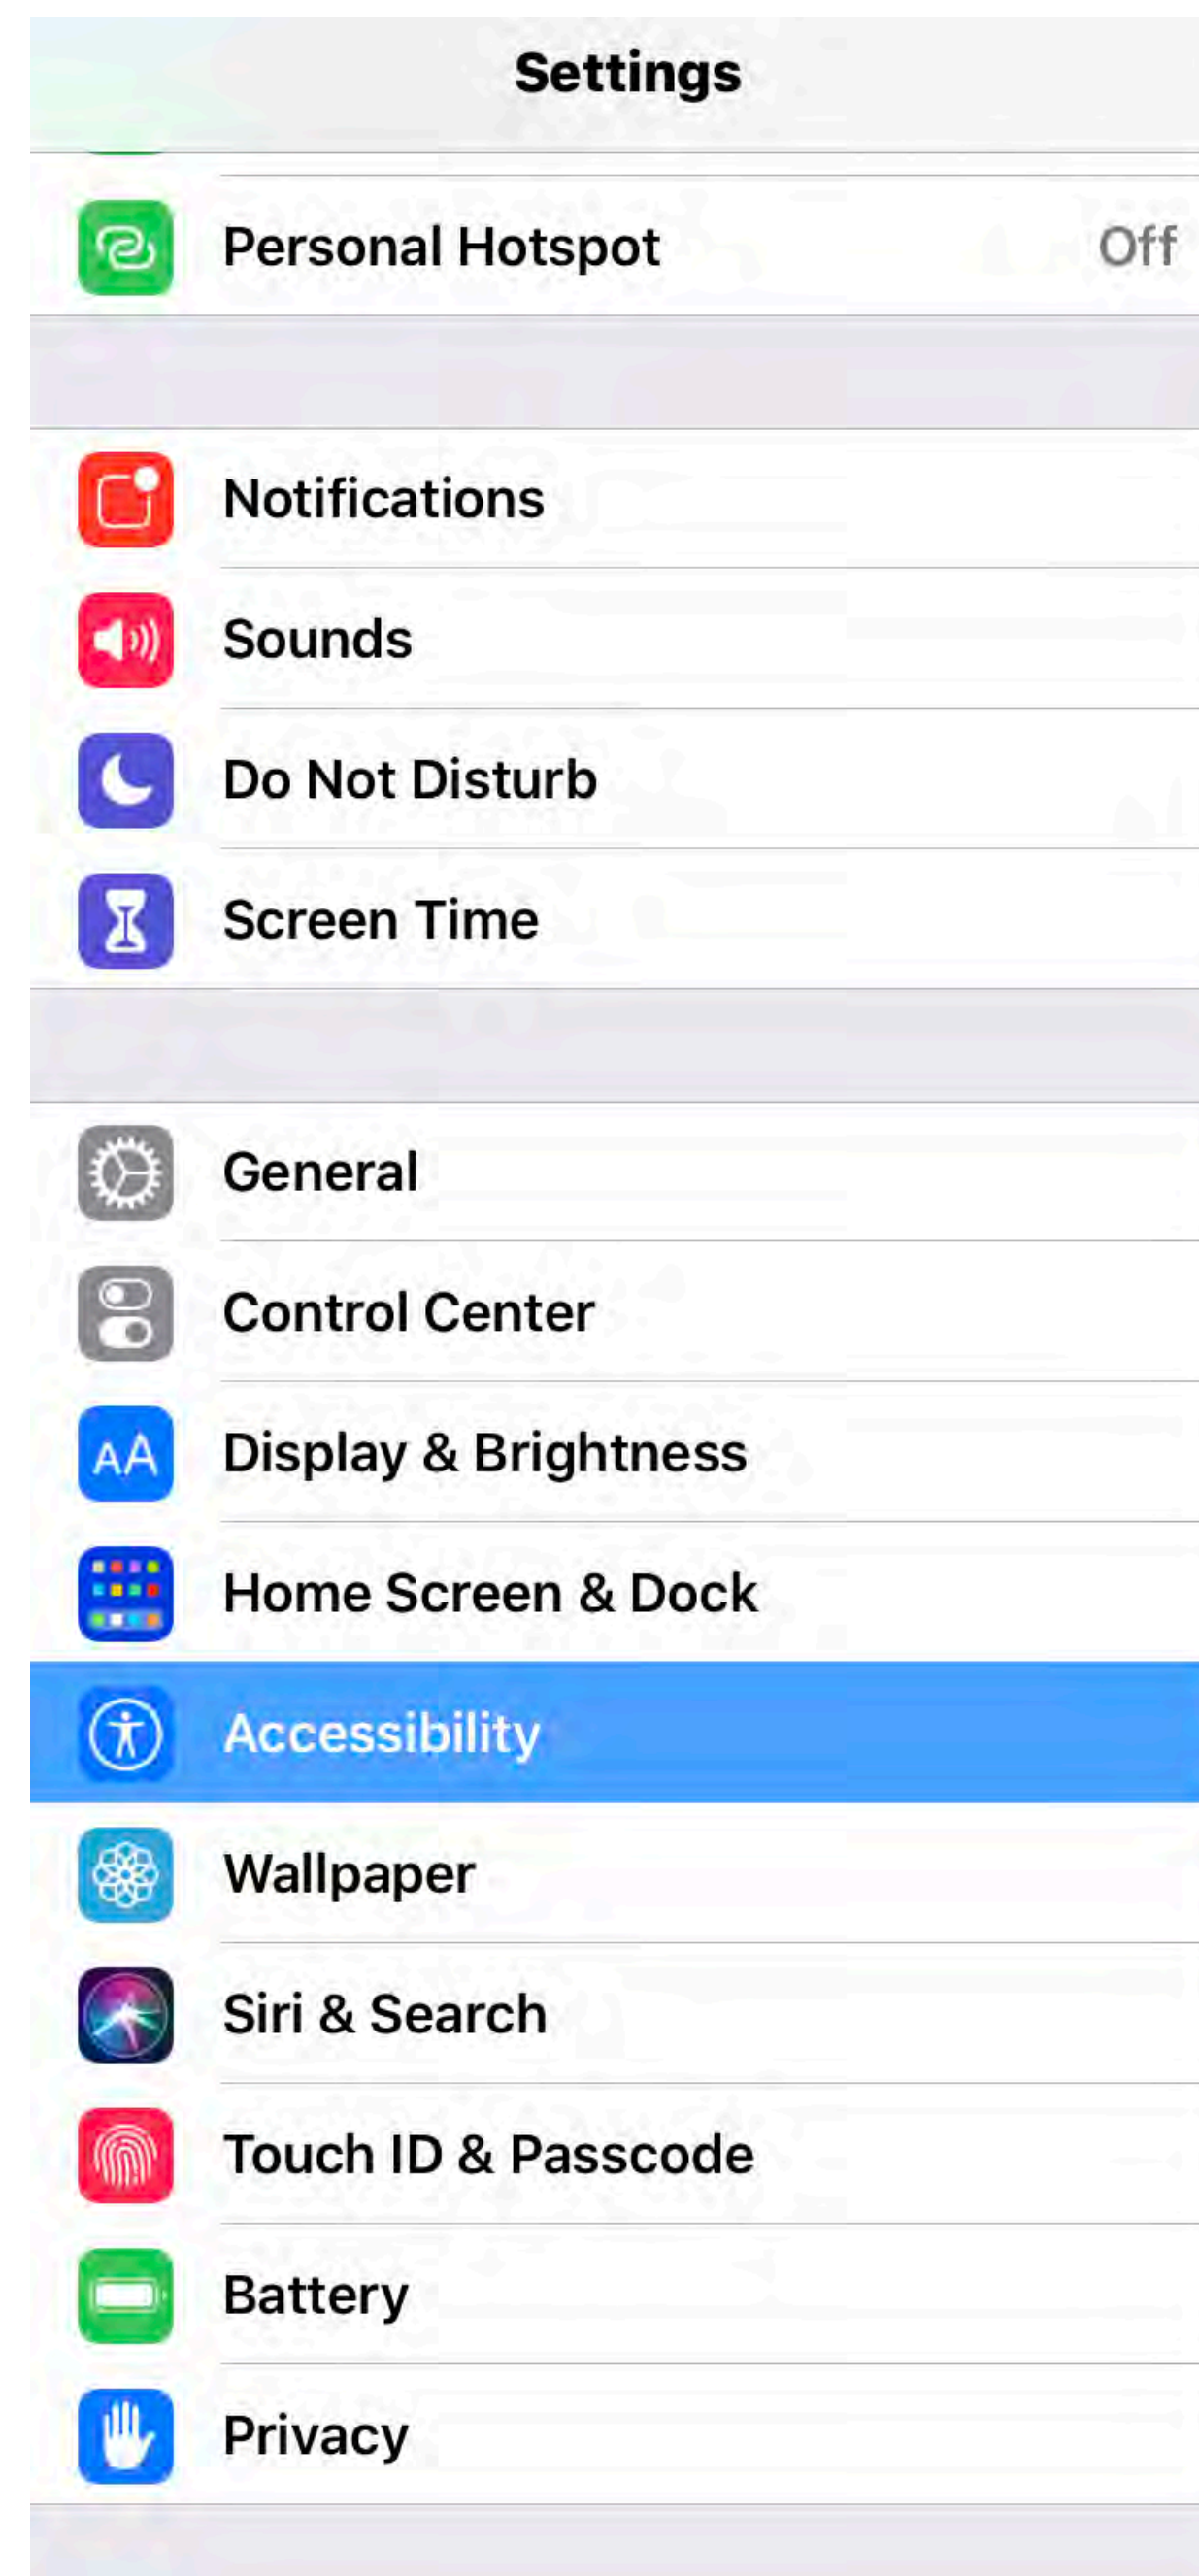 Settings
Personal Hotspot Off
Notifications
Sounds
Do Not Disturb
Screen Time
General
Control Center
AA Display & Brightness
Home Screen & Dock
Accessibility
Wallpaper
Siri & Search
Touch ID & Passcode
Battery
Privacy